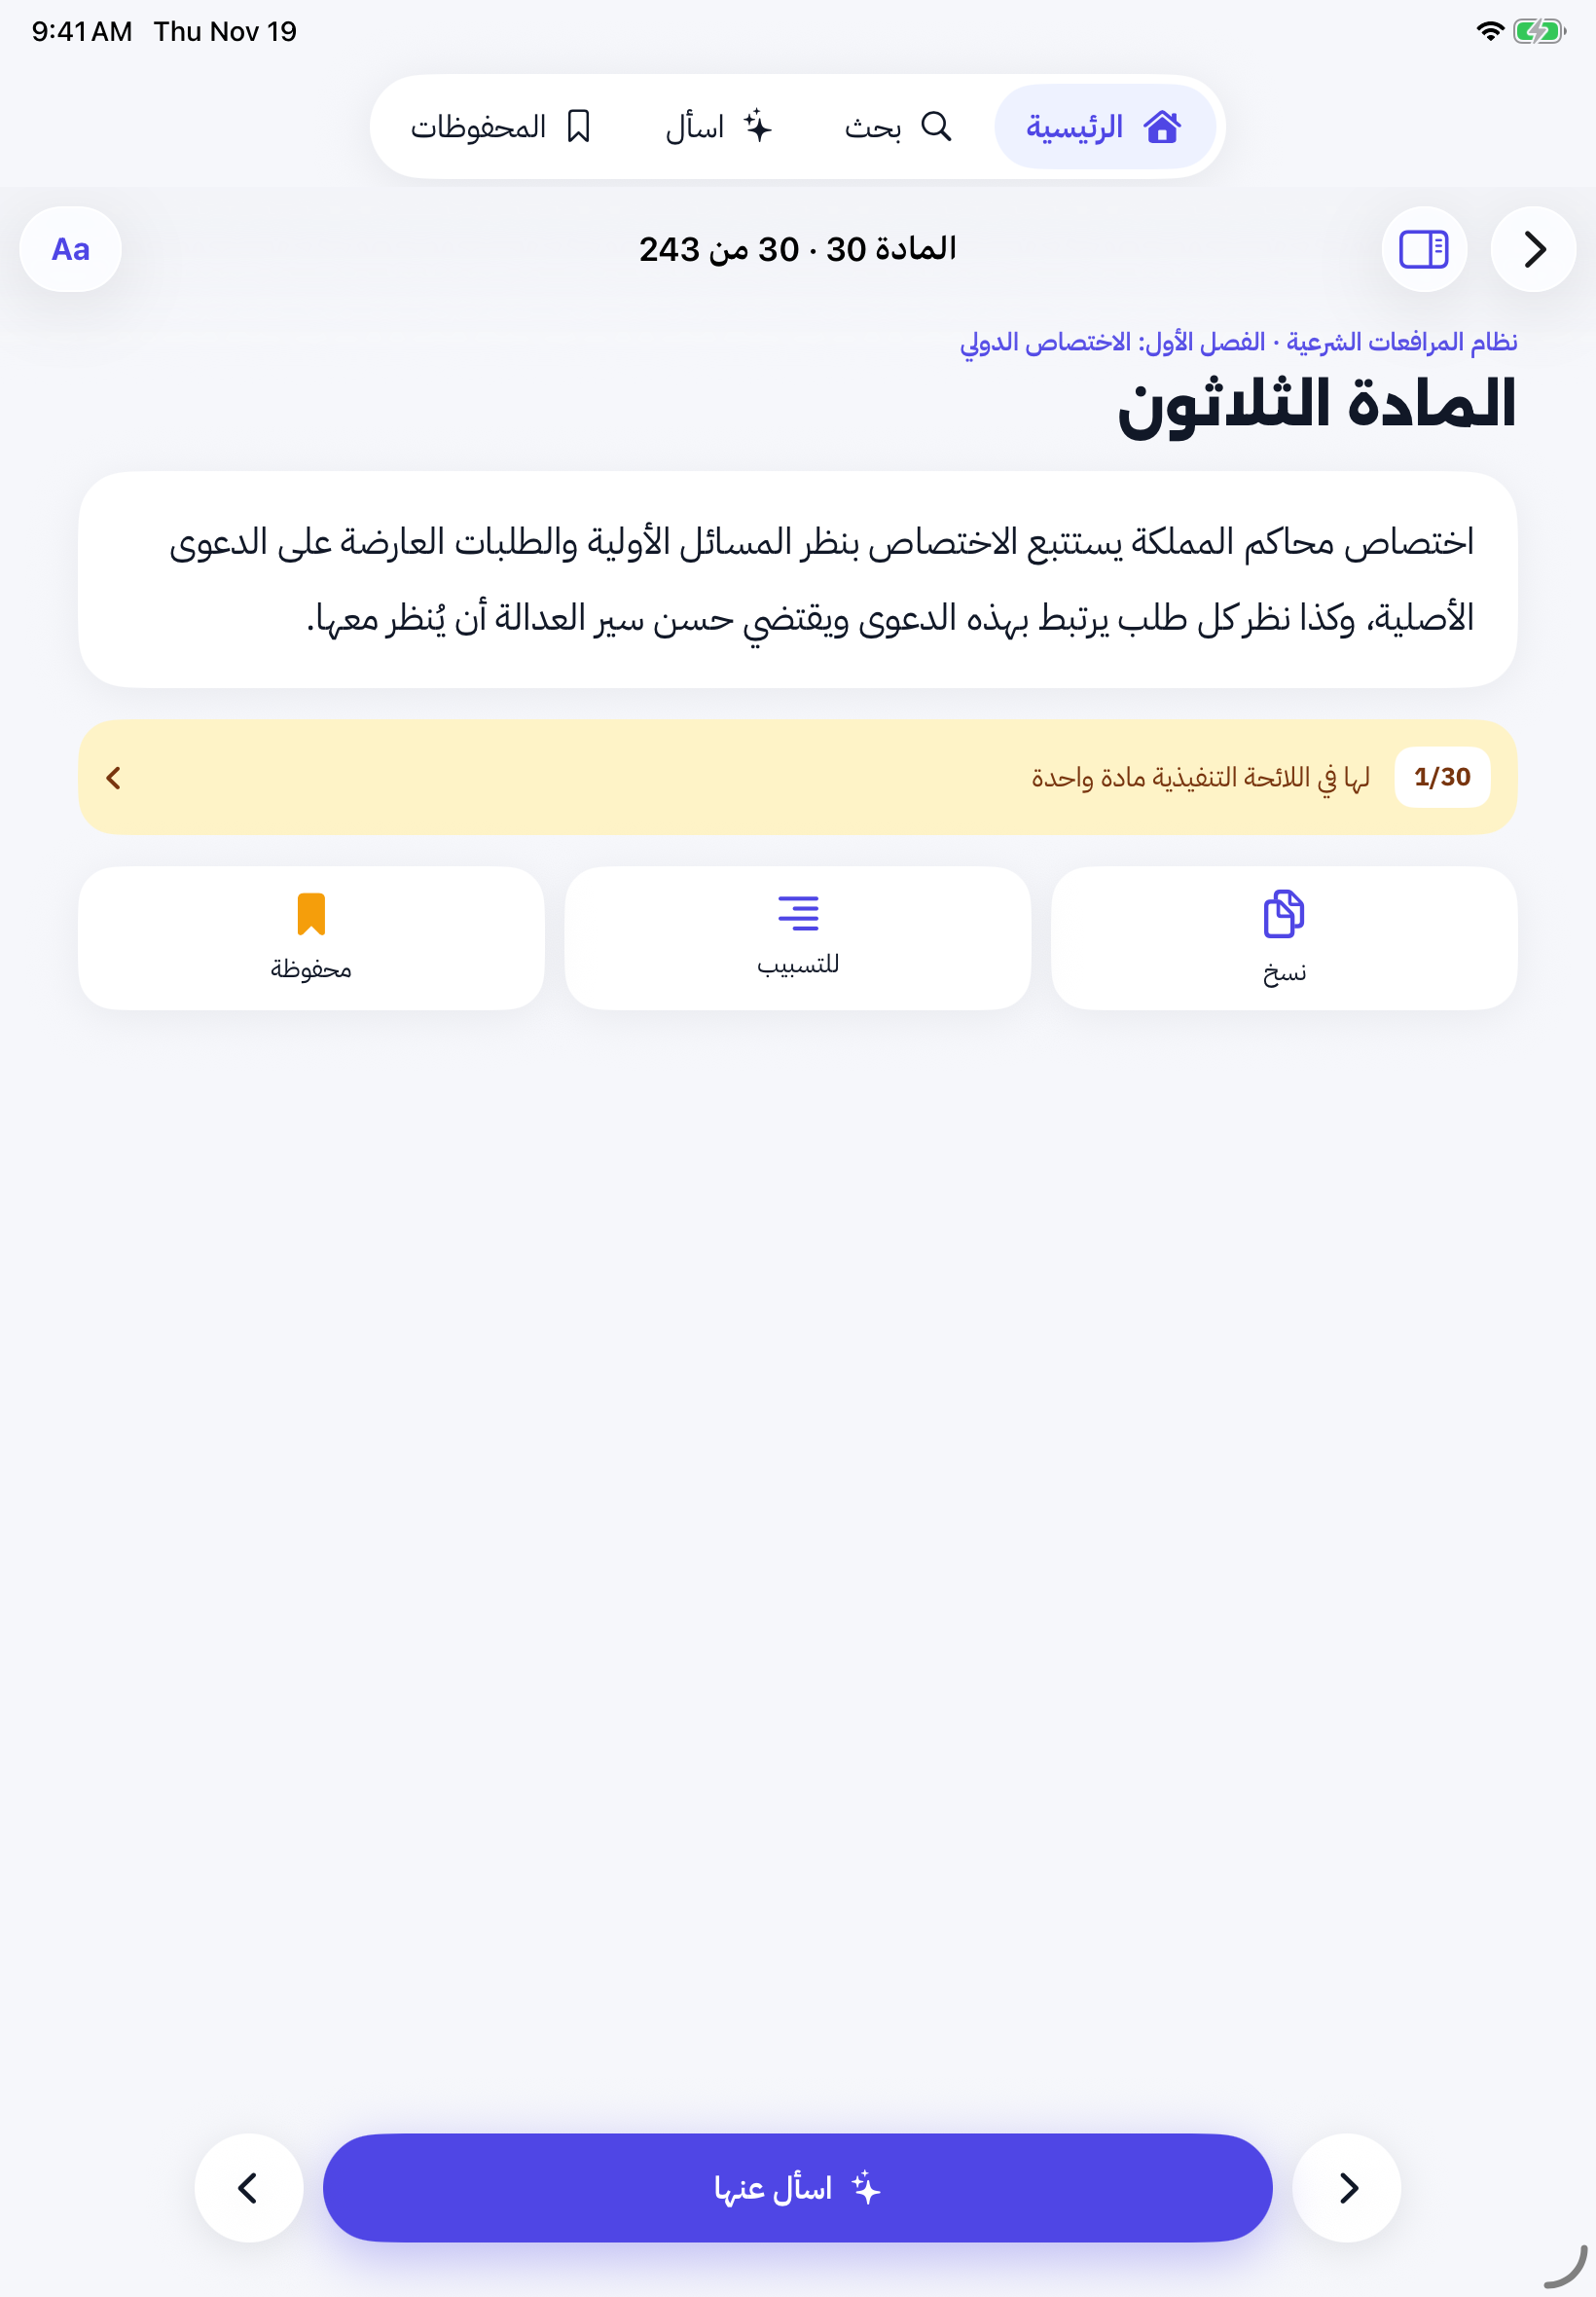 9:41 AM Thu Nov 19
الرئيسية بحث اسأل المحفوظات
المادة 30 · 30 من 243
Aa
نظام المرافعات الشرعية · الفصل الأول: الاختصاص الدولي
المادة الثلاثون
اختصاص محاكم المملكة يستتبع الاختصاص بنظر المسائل الأولية والطلبات العارضة على الدعوى
الأصلية، وكذا نظر كل طلب يرتبط بهذه الدعوى ويقتضي حسن سير العدالة أن يُنظر معها.
1/30 لها في اللائحة التنفيذية مادة واحدة
نسخ للتسبيب محفوظة
اسأل عنها